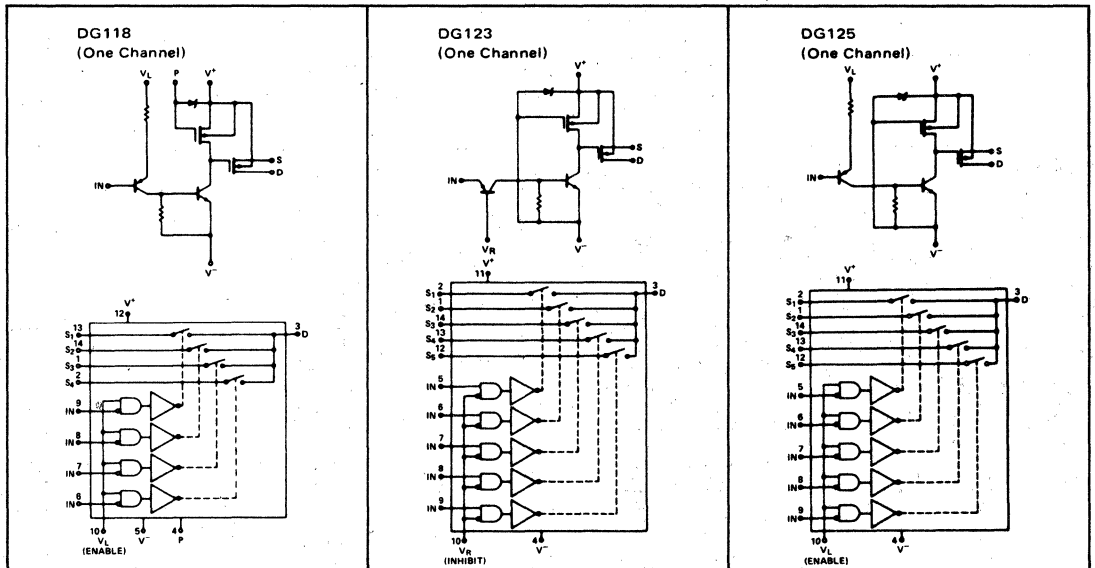 DG118
(One Channel)
VL P V+
S
D
IN
V−
V+
12
S1 13
3 D
S2 14
S3 1
S4 2
IN 9
IN 8
IN 7
IN 6
10 5 4
VL V− P
(ENABLE)
DG123
(One Channel)
V+
S
D
IN
VR V−
V+
11
S1 2
3 D
S2 1
S3 14
S4 13
S5 12
IN 5
IN 6
IN 7
IN 8
IN 9
10 4
VR V−
(INHIBIT)
DG125
(One Channel)
VL V+
S
D
IN
V−
V+
11
S1 2
3 D
S2 1
S3 14
S4 13
S5 12
IN 5
IN 6
IN 7
IN 8
IN 9
10 4
VL V−
(ENABLE)